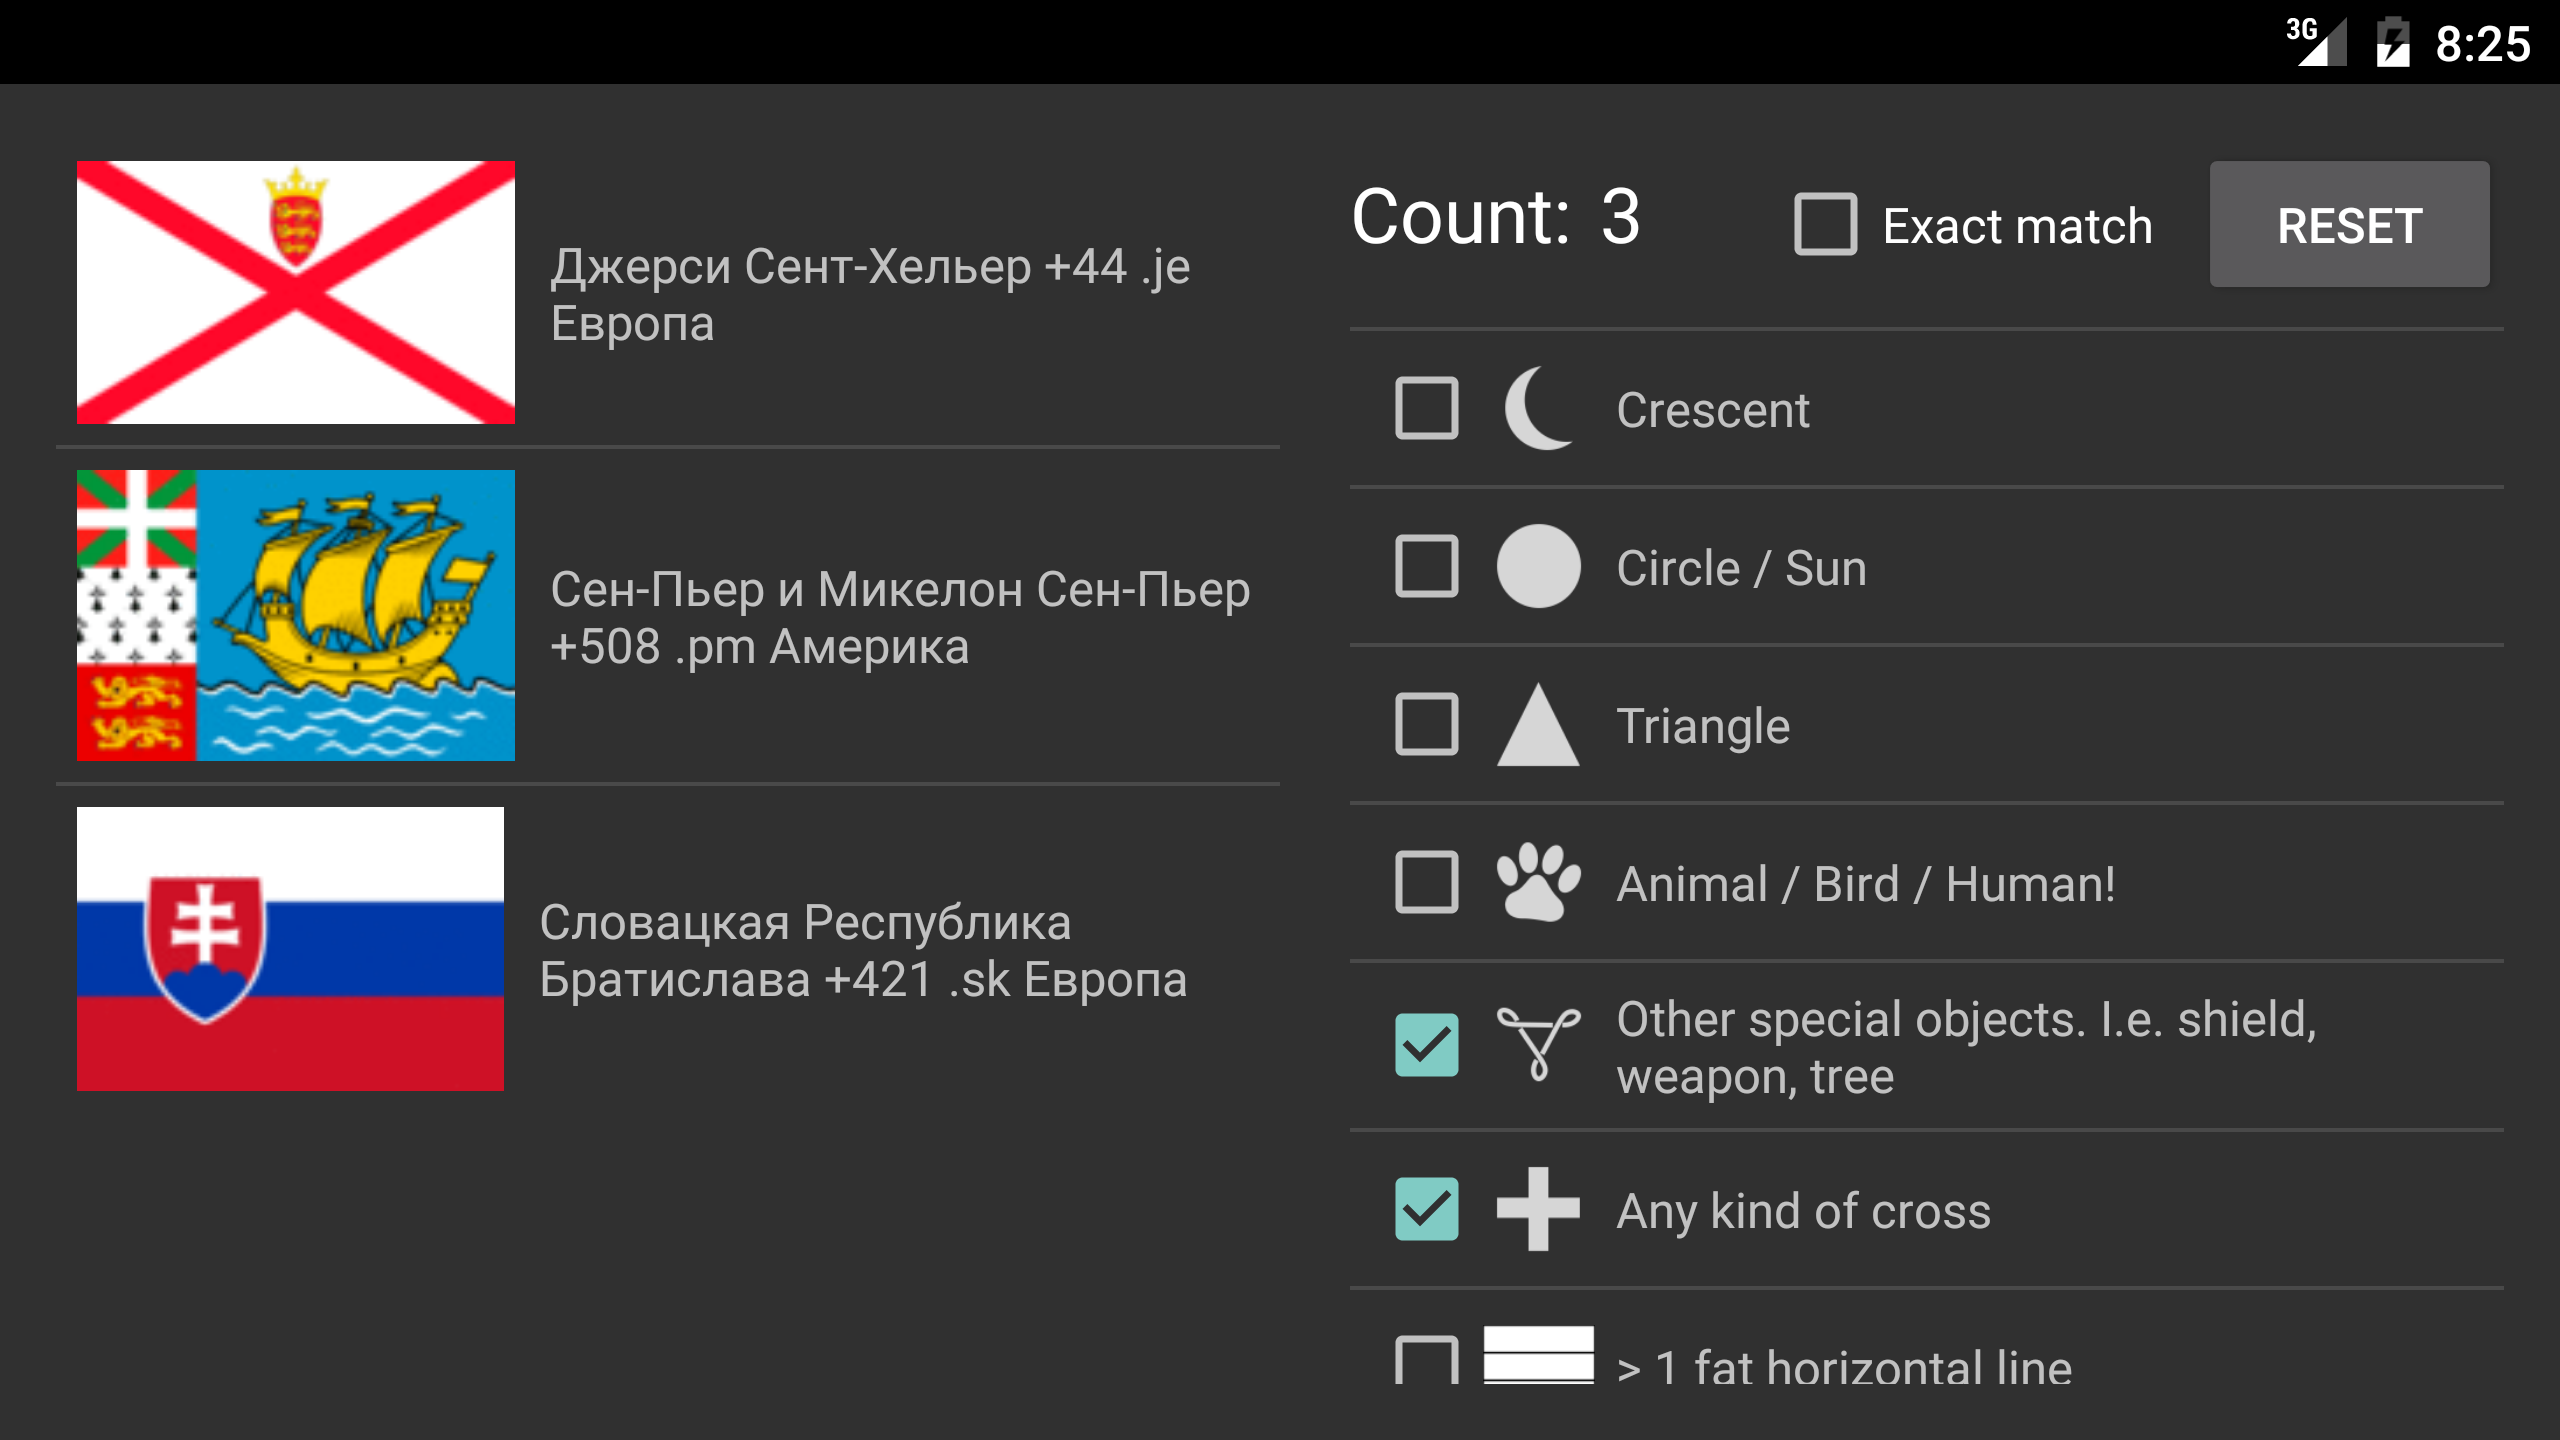 3G 8:25
Джерси Сент-Хельер +44 .je
Европа
Сен-Пьер и Микелон Сен-Пьер
+508 .pm Америка
Словацкая Республика
Братислава +421 .sk Европа
Count: 3
Exact match
RESET
Crescent
Circle / Sun
Triangle
Animal / Bird / Human!
Other special objects. I.e. shield,
weapon, tree
Any kind of cross
> 1 fat horizontal line